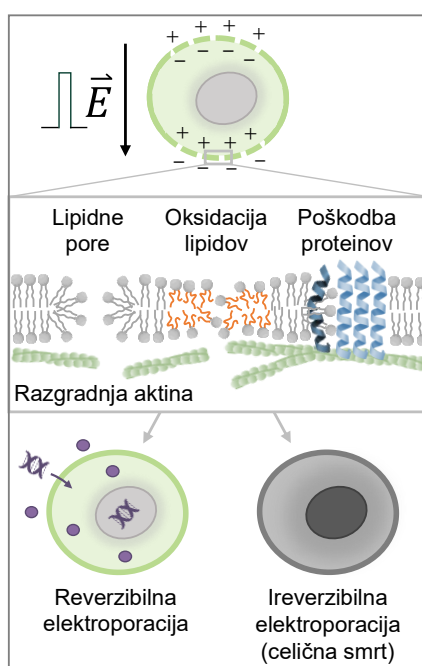 + + + +
− − − −
E
+ + + +
− − − −
Lipidne Oksidacija Poškodba
pore lipidov proteinov
Razgradnja aktina
Reverzibilna Ireverzibilna
elektroporacija elektroporacija
(celična smrt)